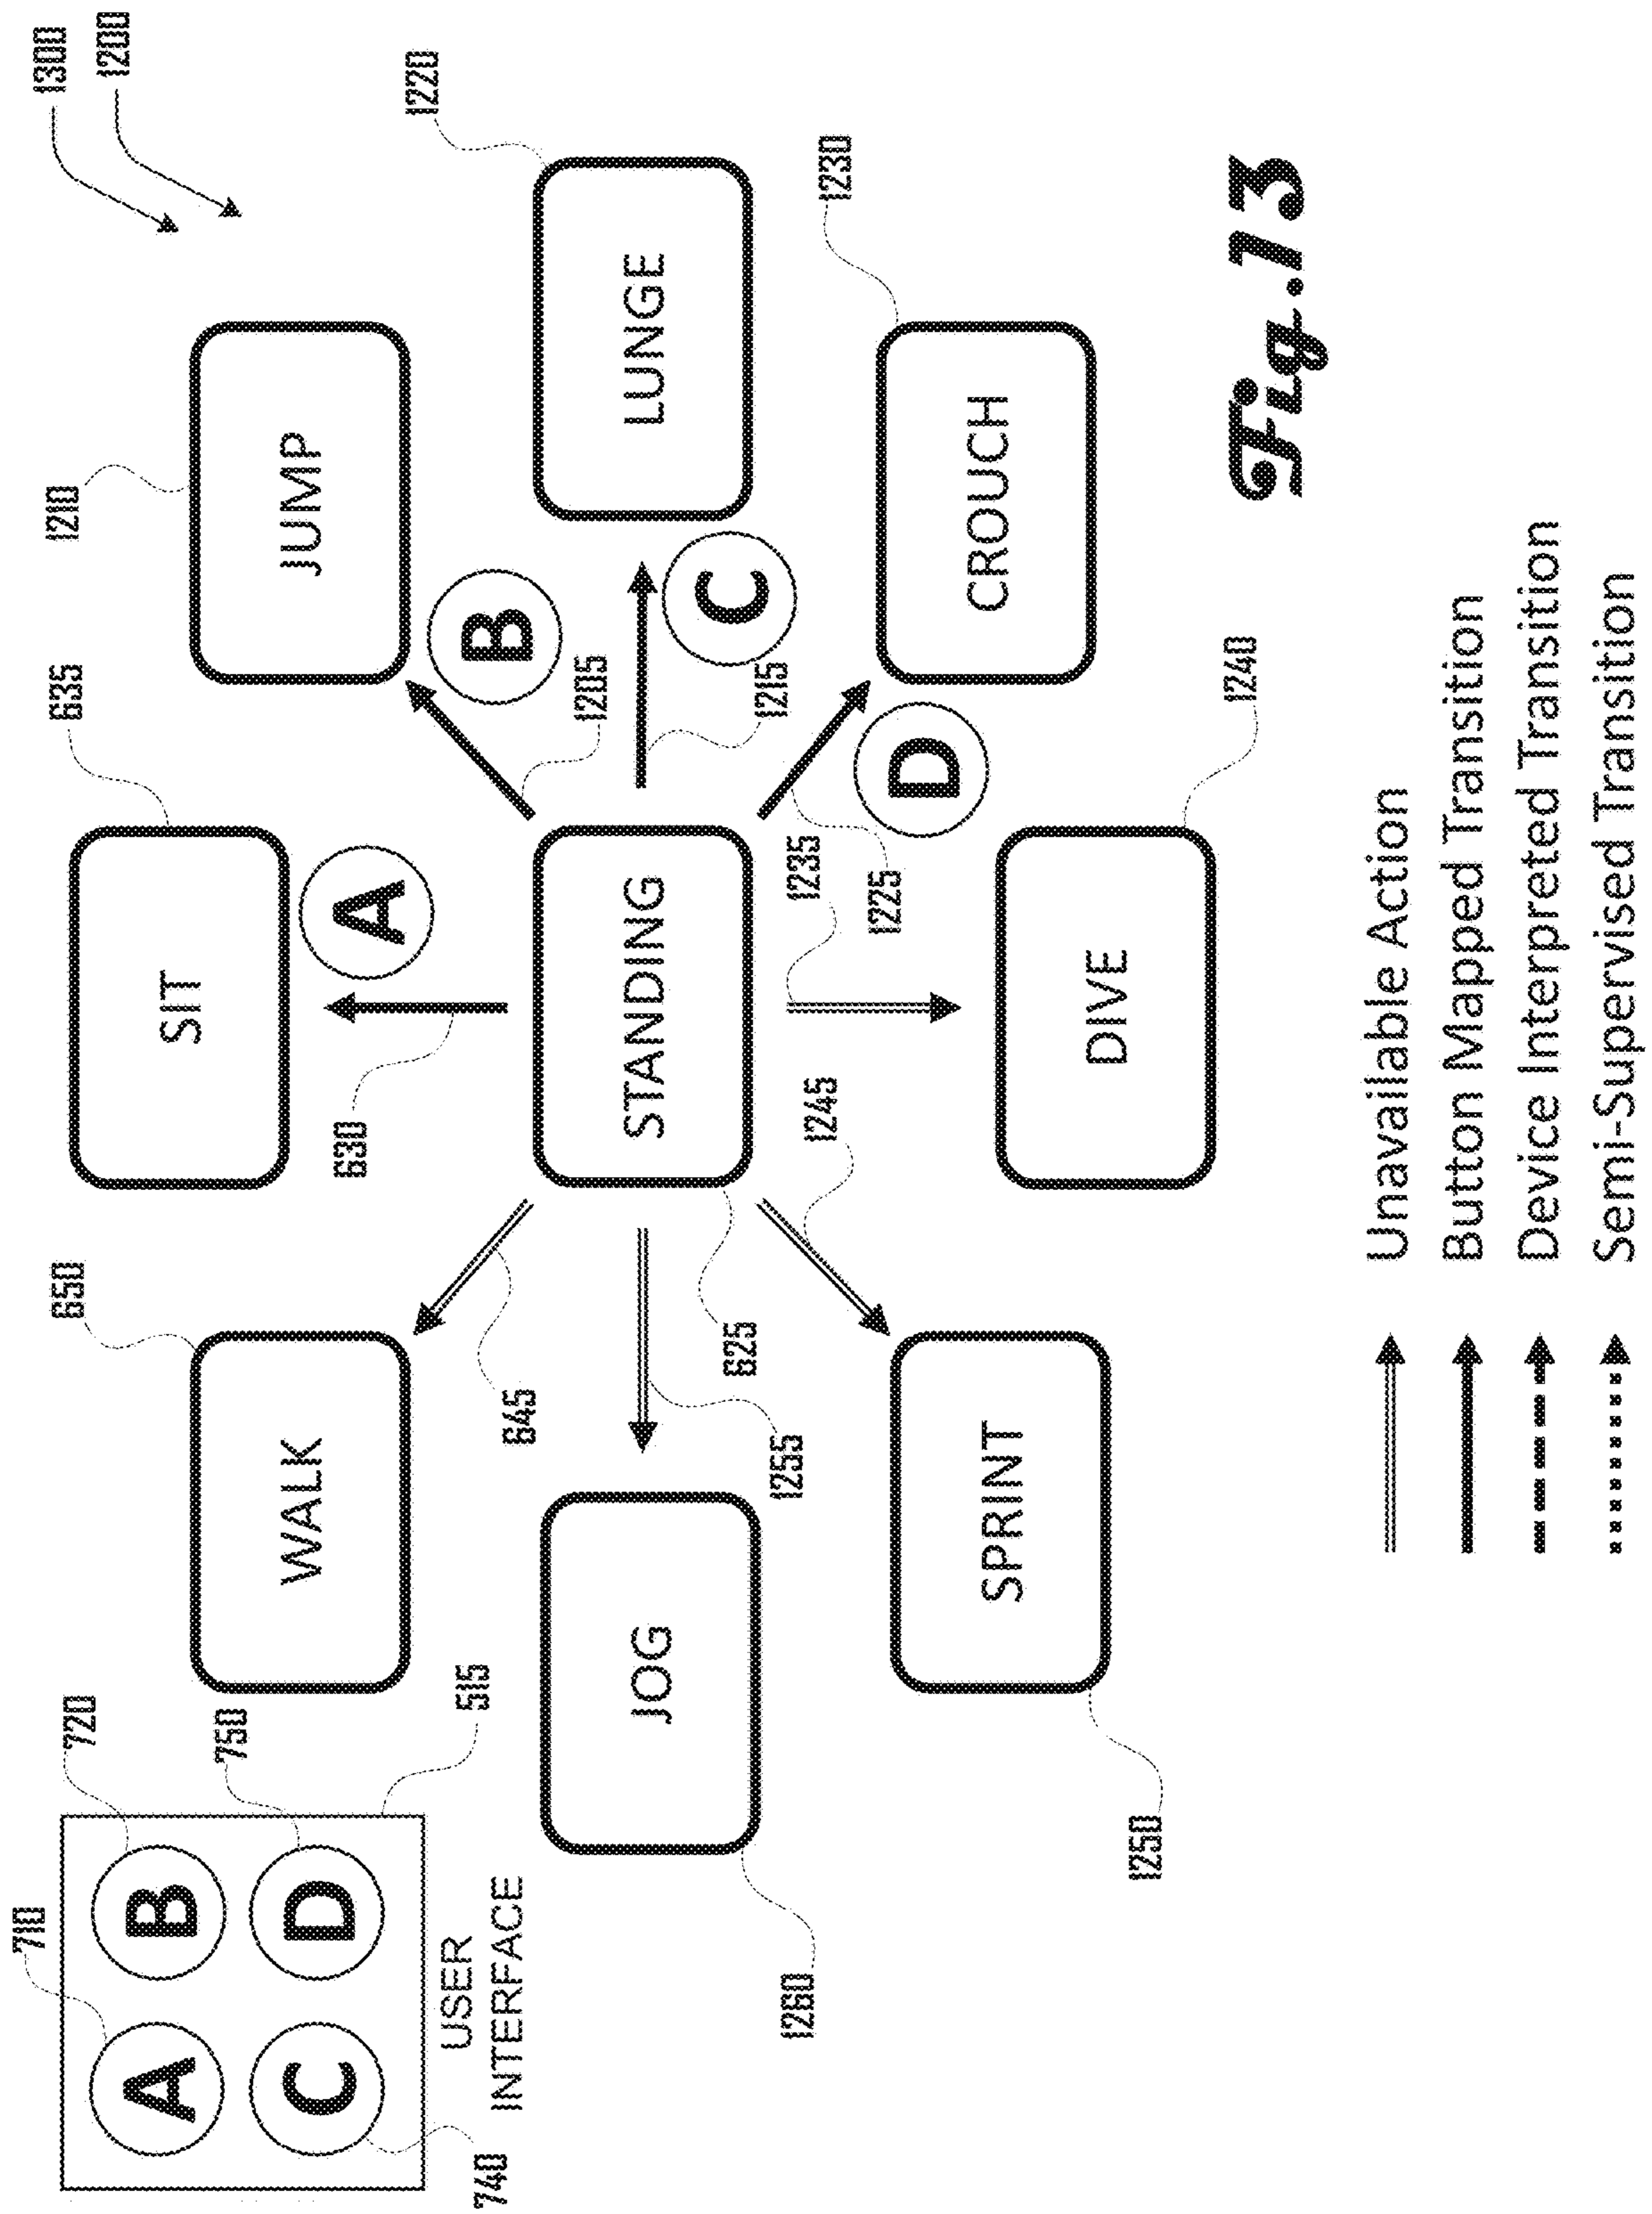 1300
1200
710
720
750
740
515
A
B
C
D
USER
INTERFACE
650
WALK
645
635
SIT
630
A
1210
JUMP
B
1205
1260
JOG
1255
STANDING
625
1220
LUNGE
C
1215
1250
SPRINT
1245
1235
DIVE
1240
1230
CROUCH
D
1225
Unavailable Action
Button Mapped Transition
Device Interpreted Transition
Semi-Supervised Transition
Fig.13